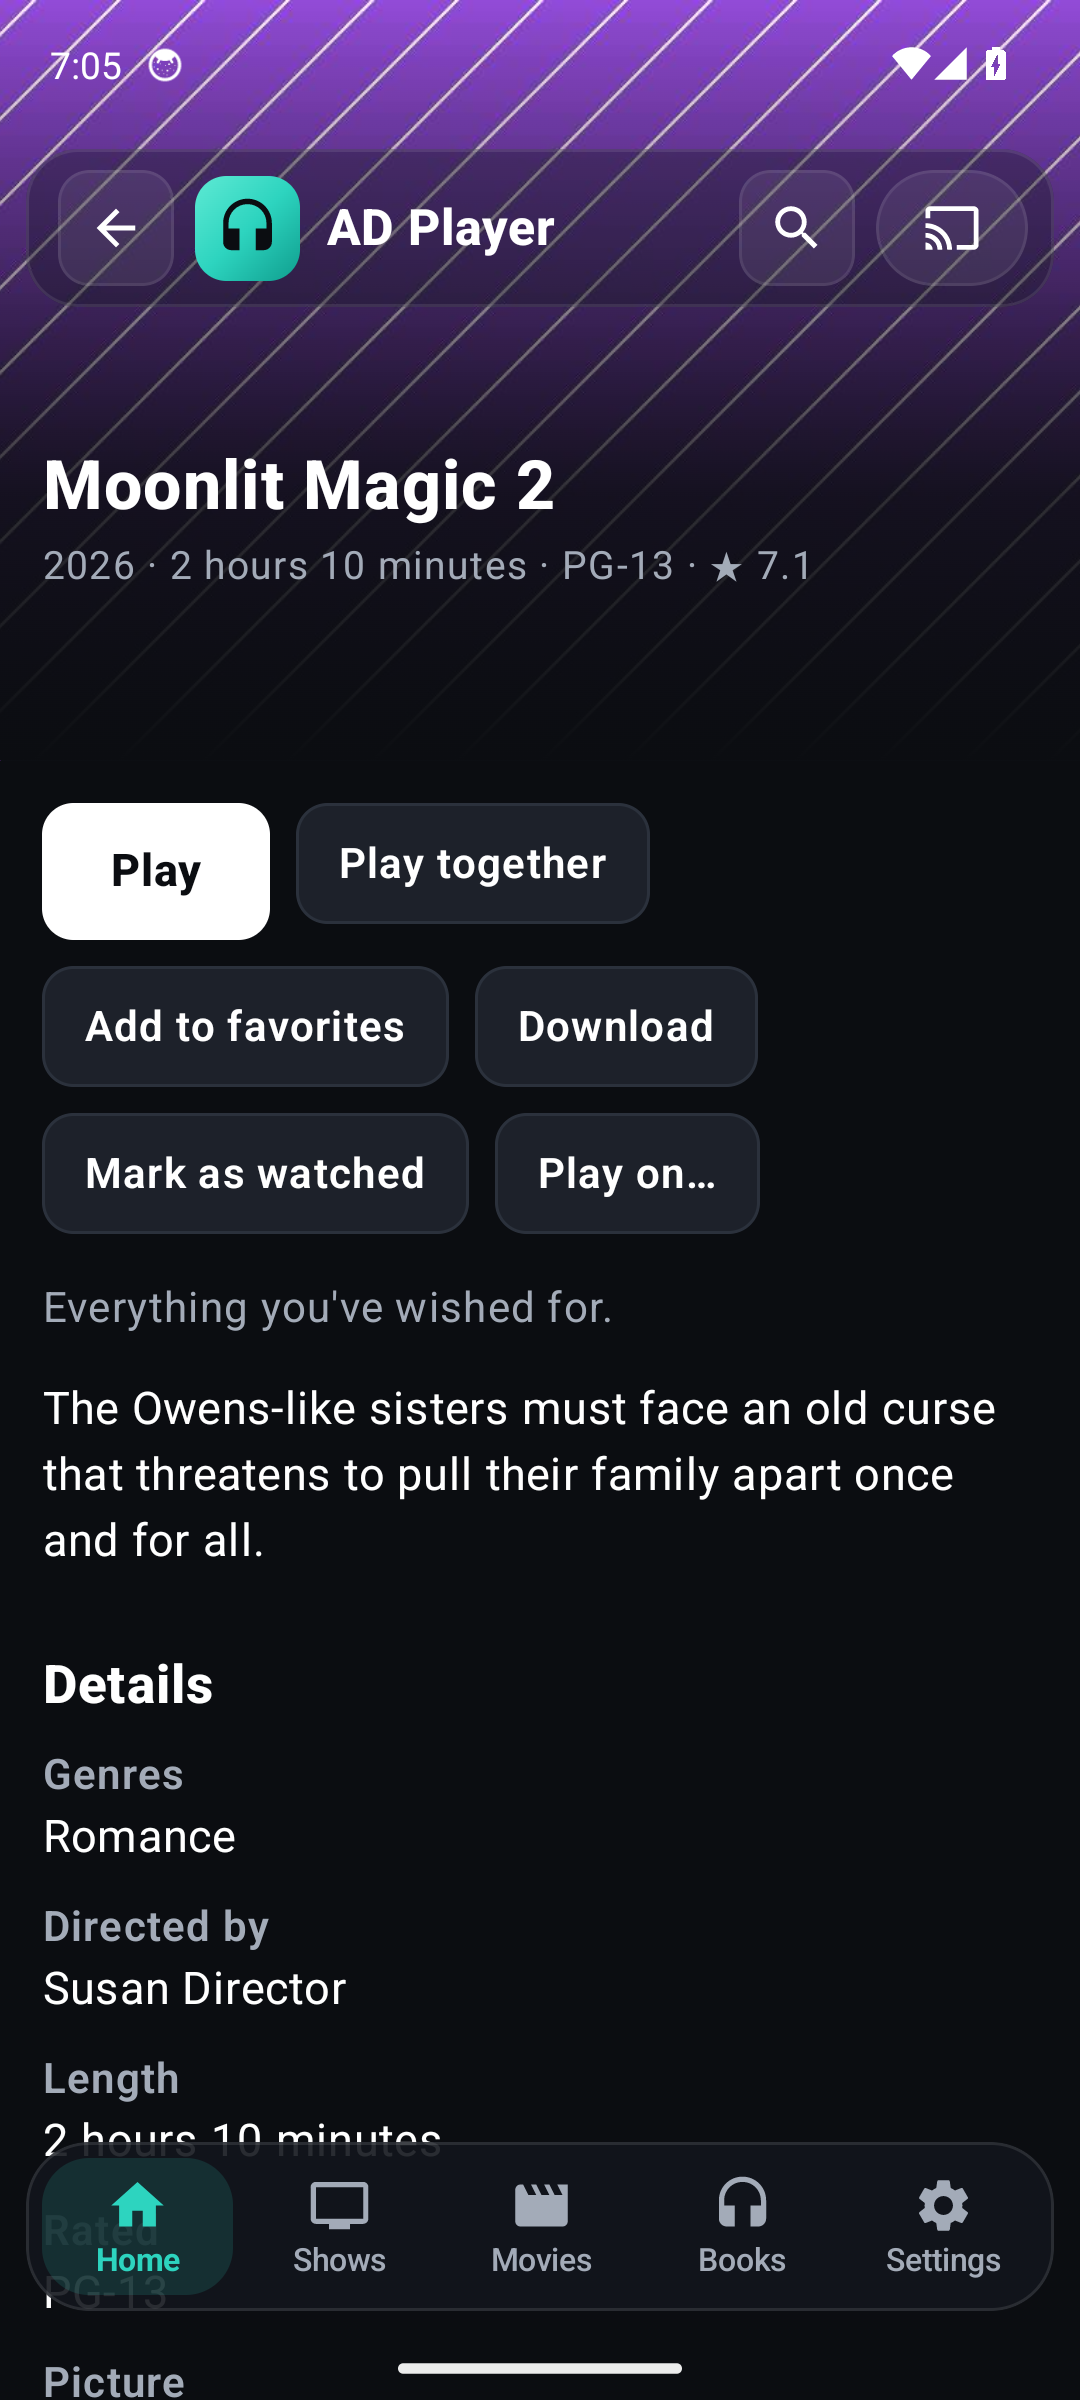 7:05
AD Player
Moonlit Magic 2
2026 · 2 hours 10 minutes · PG-13 · ★ 7.1
Play
Play together
Add to favorites
Download
Mark as watched
Play on…
Everything you've wished for.
The Owens-like sisters must face an old curse
that threatens to pull their family apart once
and for all.
Details
Genres
Romance
Directed by
Susan Director
Length
2 hours 10 minutes
Rated
PG-13
Home
Shows
Movies
Books
Settings
Picture